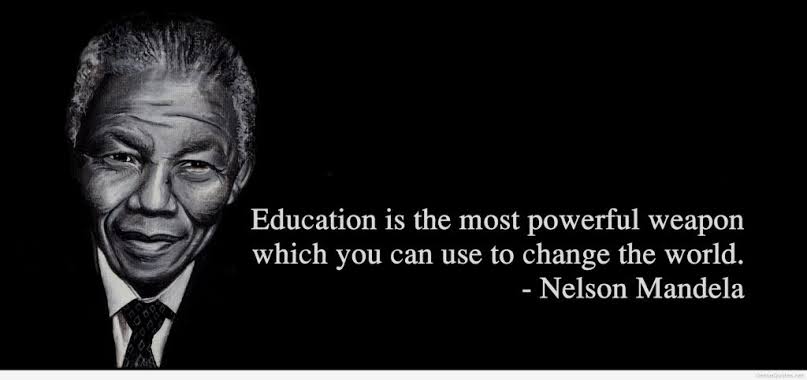 Education is the most powerful weapon
which you can use to change the world.
- Nelson Mandela